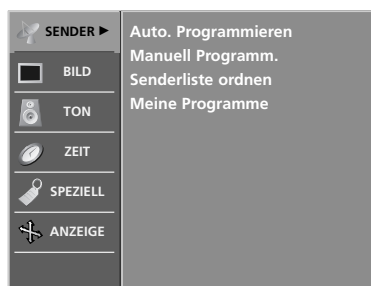 SENDER ►
BILD
TON
ZEIT
SPEZIELL
ANZEIGE
Auto. Programmieren
Manuell Programm.
Senderliste ordnen
Meine Programme